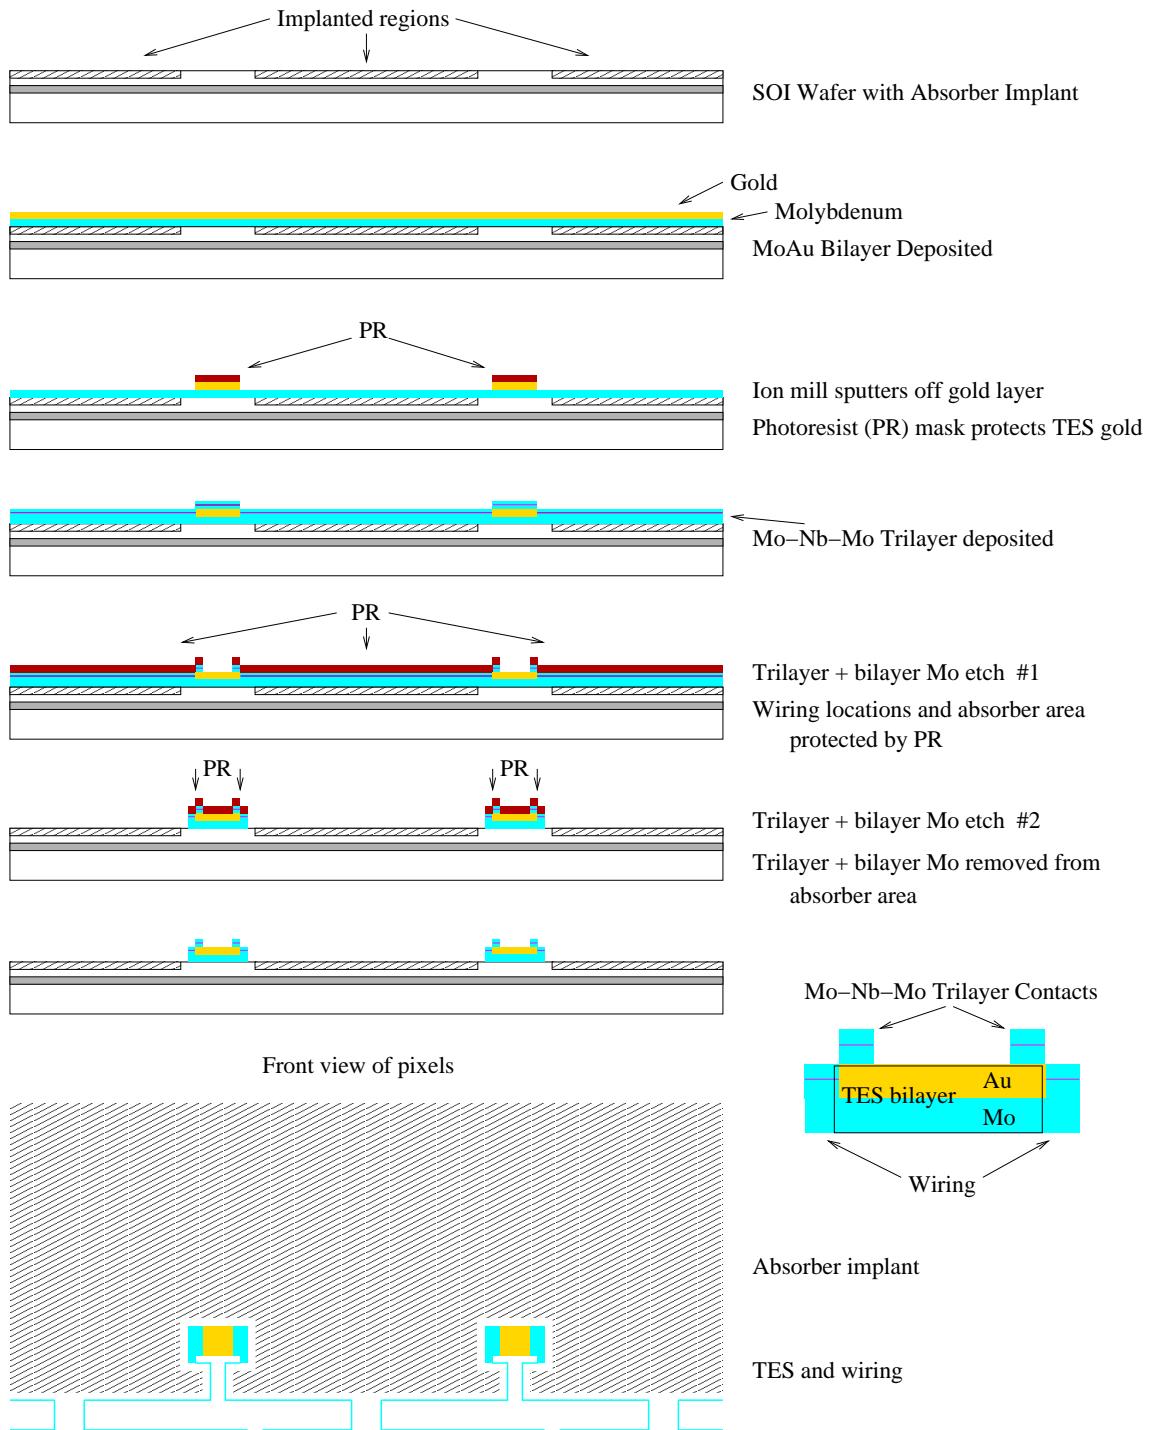 Implanted regions
SOI Wafer with Absorber Implant
Gold
Molybdenum
MoAu Bilayer Deposited
PR
Ion mill sputters off gold layer
Photoresist (PR) mask protects TES gold
Mo−Nb−Mo Trilayer deposited
PR
Trilayer + bilayer Mo etch #1
Wiring locations and absorber area
protected by PR
PR PR
Trilayer + bilayer Mo etch #2
Trilayer + bilayer Mo removed from
absorber area
Mo−Nb−Mo Trilayer Contacts
Front view of pixels
Au
TES bilayer
Mo
Wiring
Absorber implant
TES and wiring